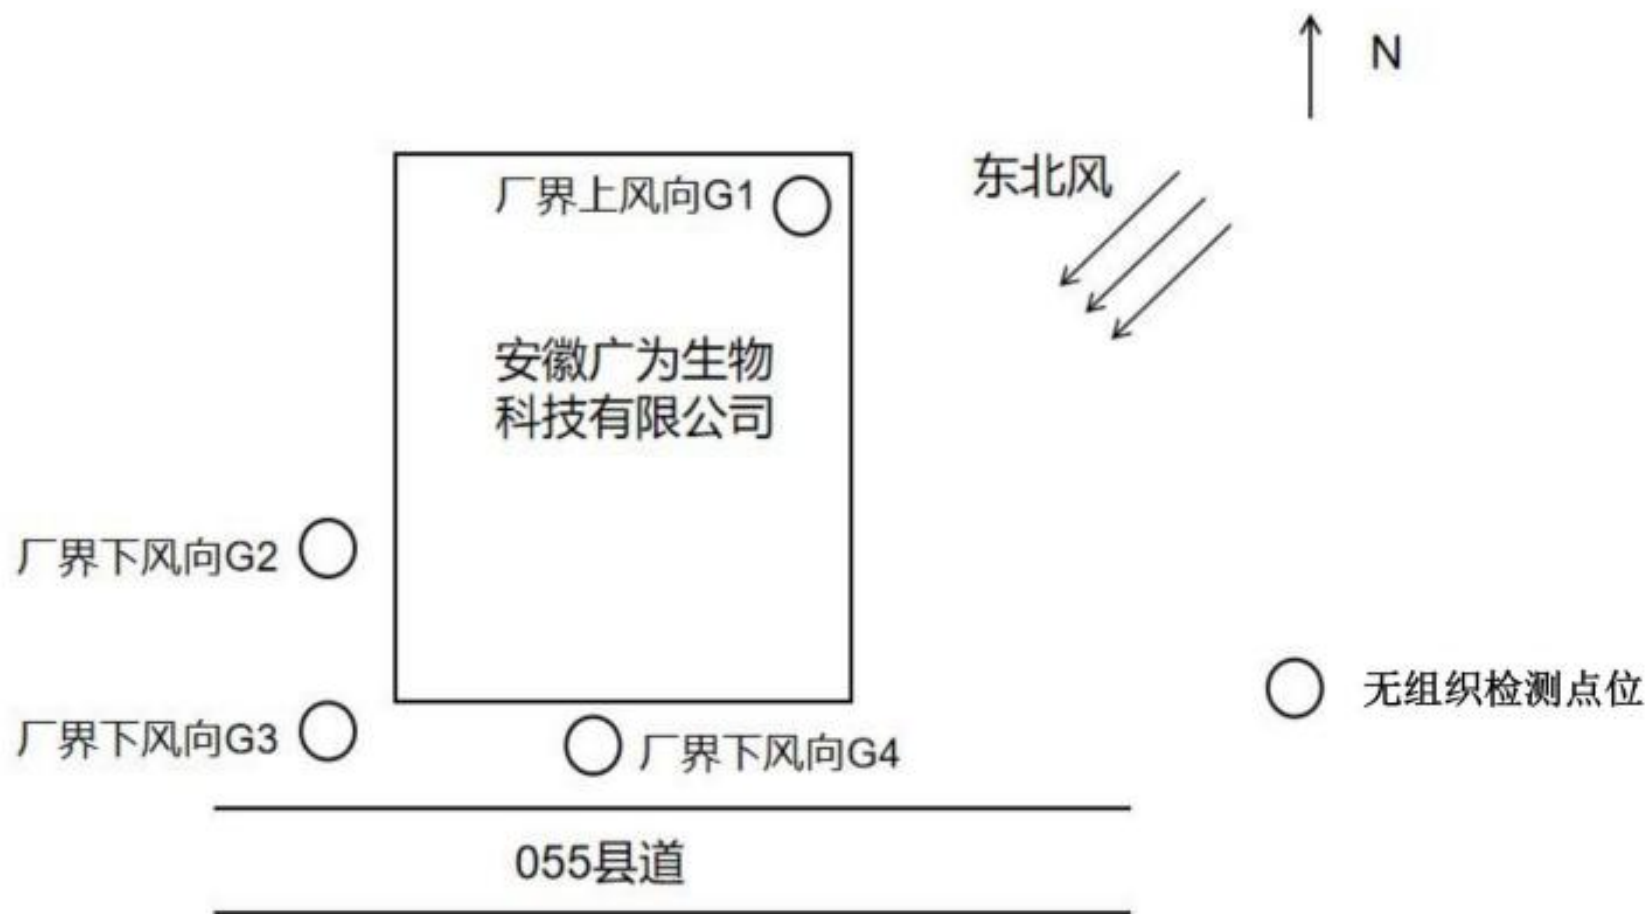 N
东北风
厂界上风向G1
安徽广为生物
科技有限公司
厂界下风向G2
无组织检测点位
厂界下风向G3
厂界下风向G4
055县道